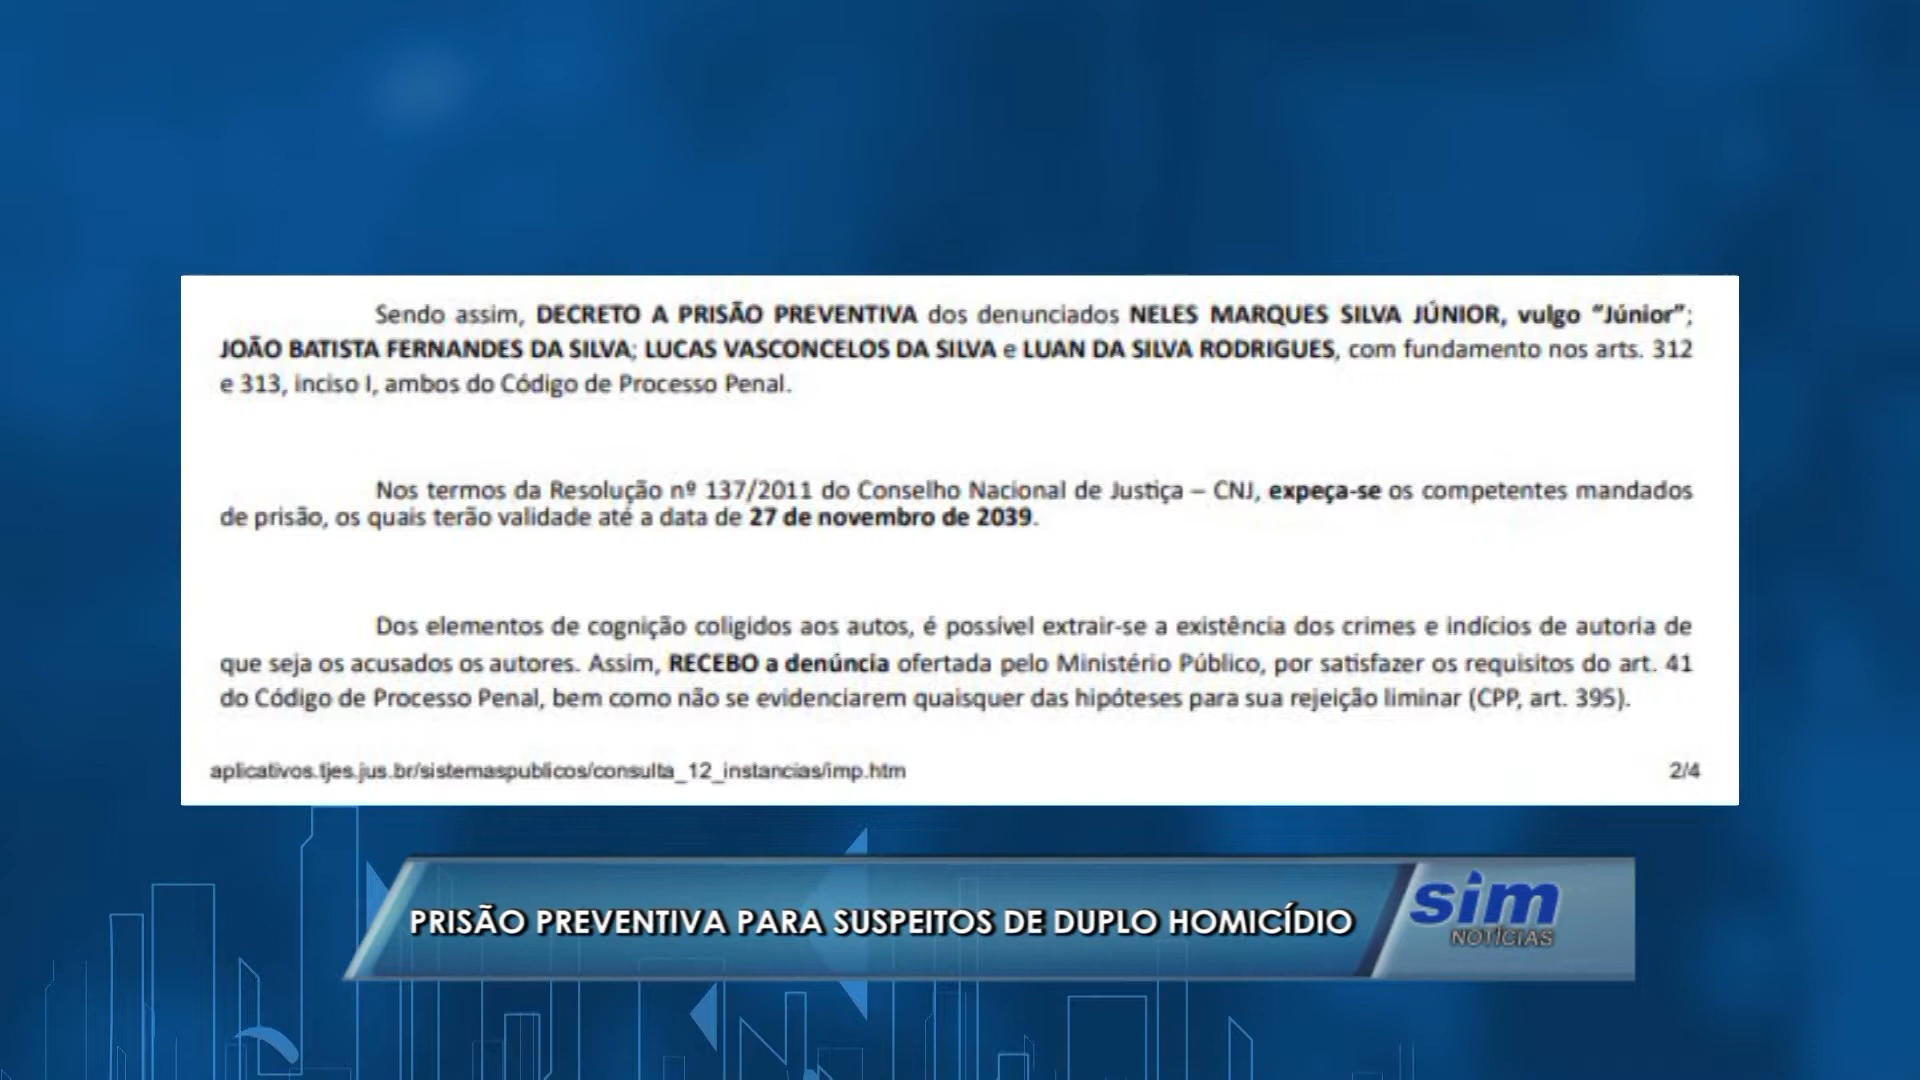 Sendo assim, DECRETO A PRISÃO PREVENTIVA dos denunciados NELES MARQUES SILVA JÚNIOR, vulgo “Júnior”;
JOÃO BATISTA FERNANDES DA SILVA; LUCAS VASCONCELOS DA SILVA e LUAN DA SILVA RODRIGUES, com fundamento nos arts. 312
e 313, inciso I, ambos do Código de Processo Penal.
Nos termos da Resolução nº 137/2011 do Conselho Nacional de Justiça – CNJ, expeça-se os competentes mandados
de prisão, os quais terão validade até a data de 27 de novembro de 2039.
Dos elementos de cognição coligidos aos autos, é possível extrair-se a existência dos crimes e indícios de autoria de
que seja os acusados os autores. Assim, RECEBO a denúncia ofertada pelo Ministério Público, por satisfazer os requisitos do art. 41
do Código de Processo Penal, bem como não se evidenciarem quaisquer das hipóteses para sua rejeição liminar (CPP, art. 395).
aplicativos.tjes.jus.br/sistemaspublicos/consulta_12_instancias/imp.htm 2/4
PRISÃO PREVENTIVA PARA SUSPEITOS DE DUPLO HOMICÍDIO
sim
NOTÍCIAS